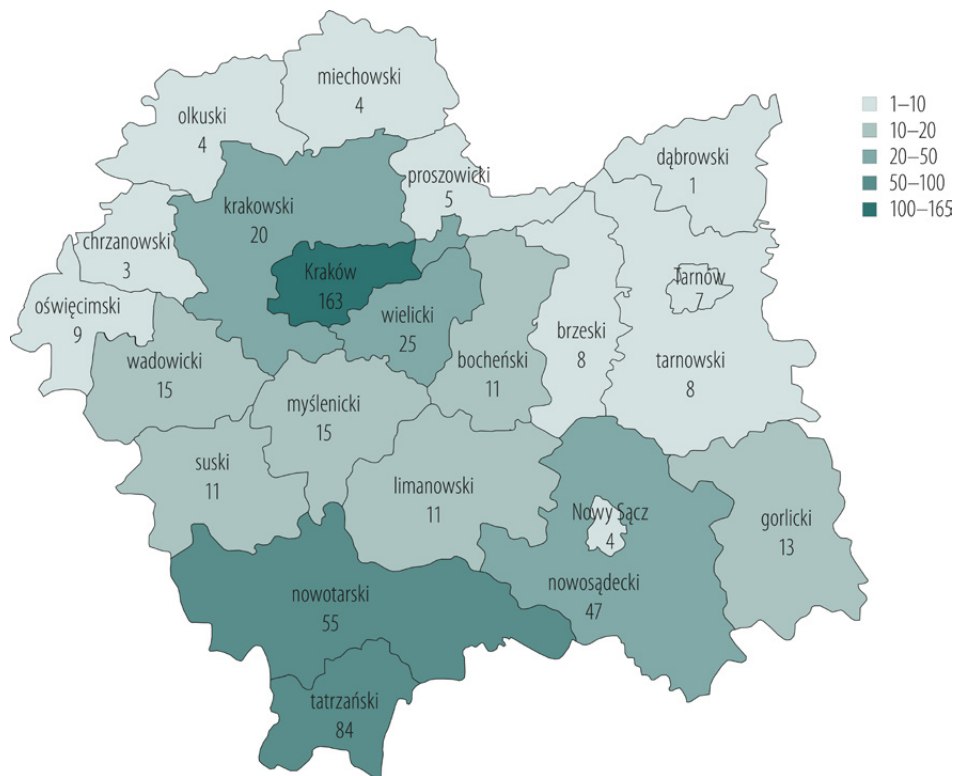 miechowski
4
olkuski
4
1–10
10–20
20–50
50–100
100–165
dąbrowski
1
proszowicki
5
krakowski
20
chrzanowski
3
Kraków
163
Tarnów
7
oświęcimski
9
wielicki
25
brzeski
8
wadowicki
15
bocheński
11
tarnowski
8
myślenicki
15
suski
11
limanowski
11
Nowy Sącz
4
gorlicki
13
nowosądecki
47
nowotarski
55
tatrzański
84